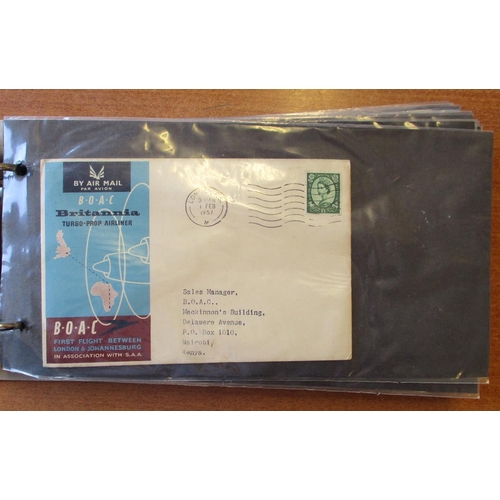 BY AIR MAIL
PAR AVION
B·O·A·C
Britannia
TURBO-PROP AIRLINER
B·O·A·C
FIRST FLIGHT BETWEEN
LONDON & JOHANNESBURG
IN ASSOCIATION WITH S.A.A.
FEB
1957
Sales Manager,
B.O.A.C.,
Mackinnon's Building,
Delamere Avenue,
P.O. Box 1810,
Nairobi,
Kenya.